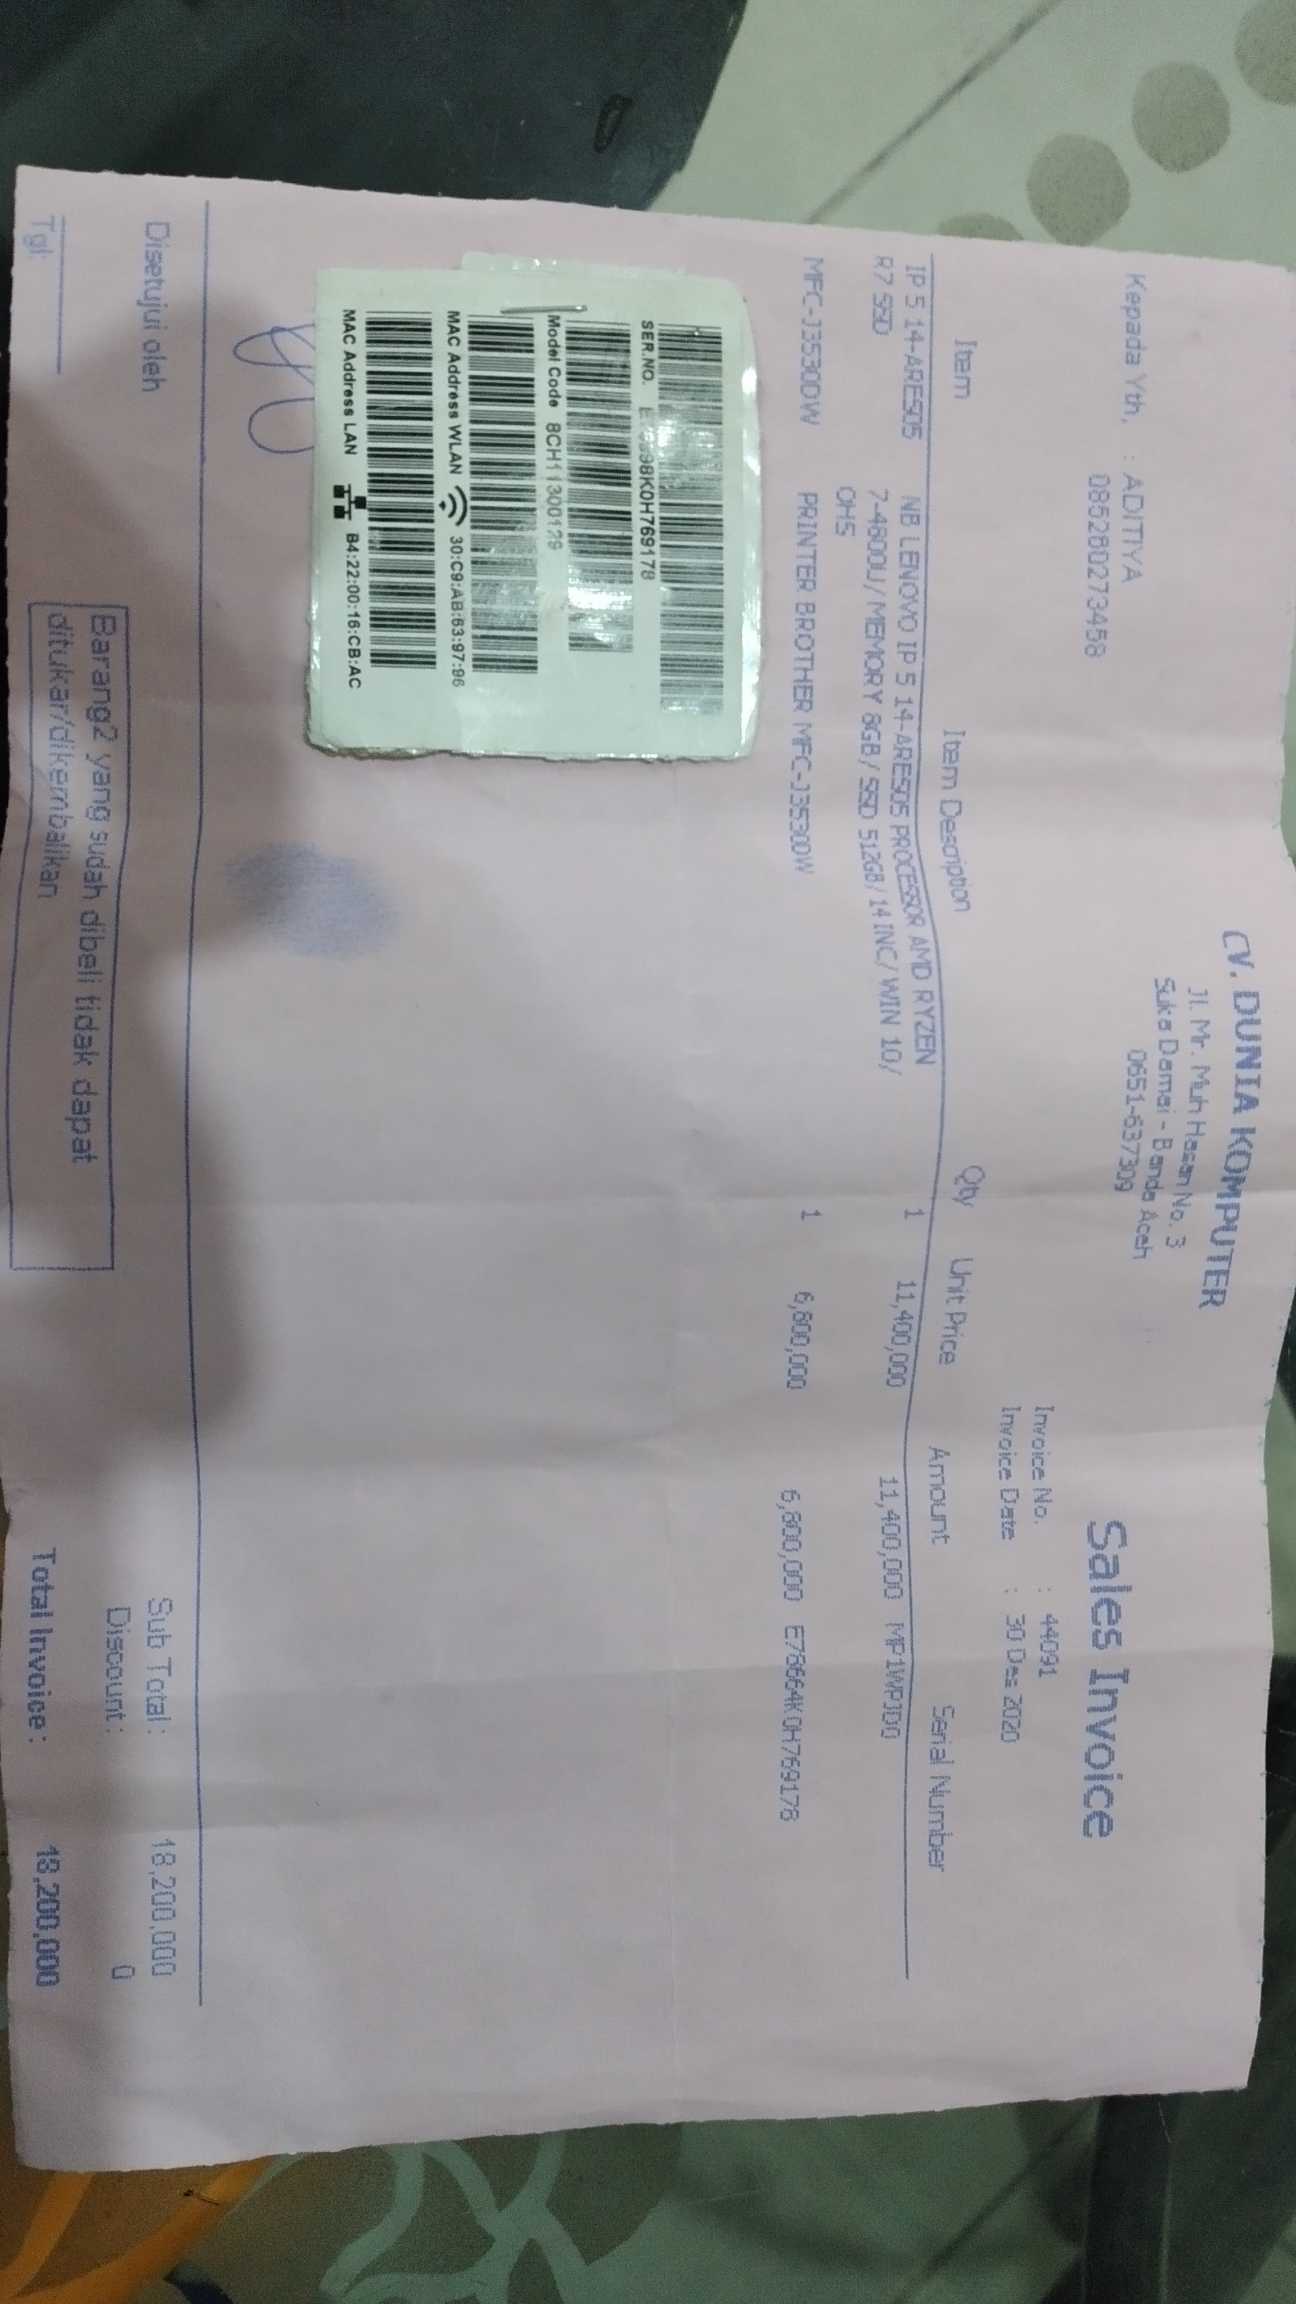 CV. DUNIA KOMPUTER
Jl. Mr. Muh Hasan No. 3
Suka Damai - Banda Aceh
0651-637309
Sales Invoice
Kepada Yth, : ADITIYA
085280273458
Invoice No. : 44091
Invoice Date : 30 Des 2020
Item Item Description Qty Unit Price Amount Serial Number
IP 5 14-ARE505 NB LENOVO IP 5 14-ARE505 PROCESSOR AMD RYZEN 1 11,400,000 11,400,000 MP1WP3D0
R7 SSD 7-4800U/ MEMORY 8GB/ SSD 512GB/ 14 INC/ WIN 10/
OHS
MFC-J3530DW PRINTER BROTHER MFC-J3530DW 1 6,800,000 6,800,000 E78664K0H769178
SER.NO.
Model Code 8CH11300129
MAC Address WLAN 30:C9:AB:63:97:96
MAC Address LAN B4:22:00:16:CB:AC
Disetujui oleh
Tgl:
Barang2 yang sudah dibeli tidak dapat
ditukar/dikembalikan
Sub Total : 18,200,000
Discount : 0
Total Invoice : 18,200,000